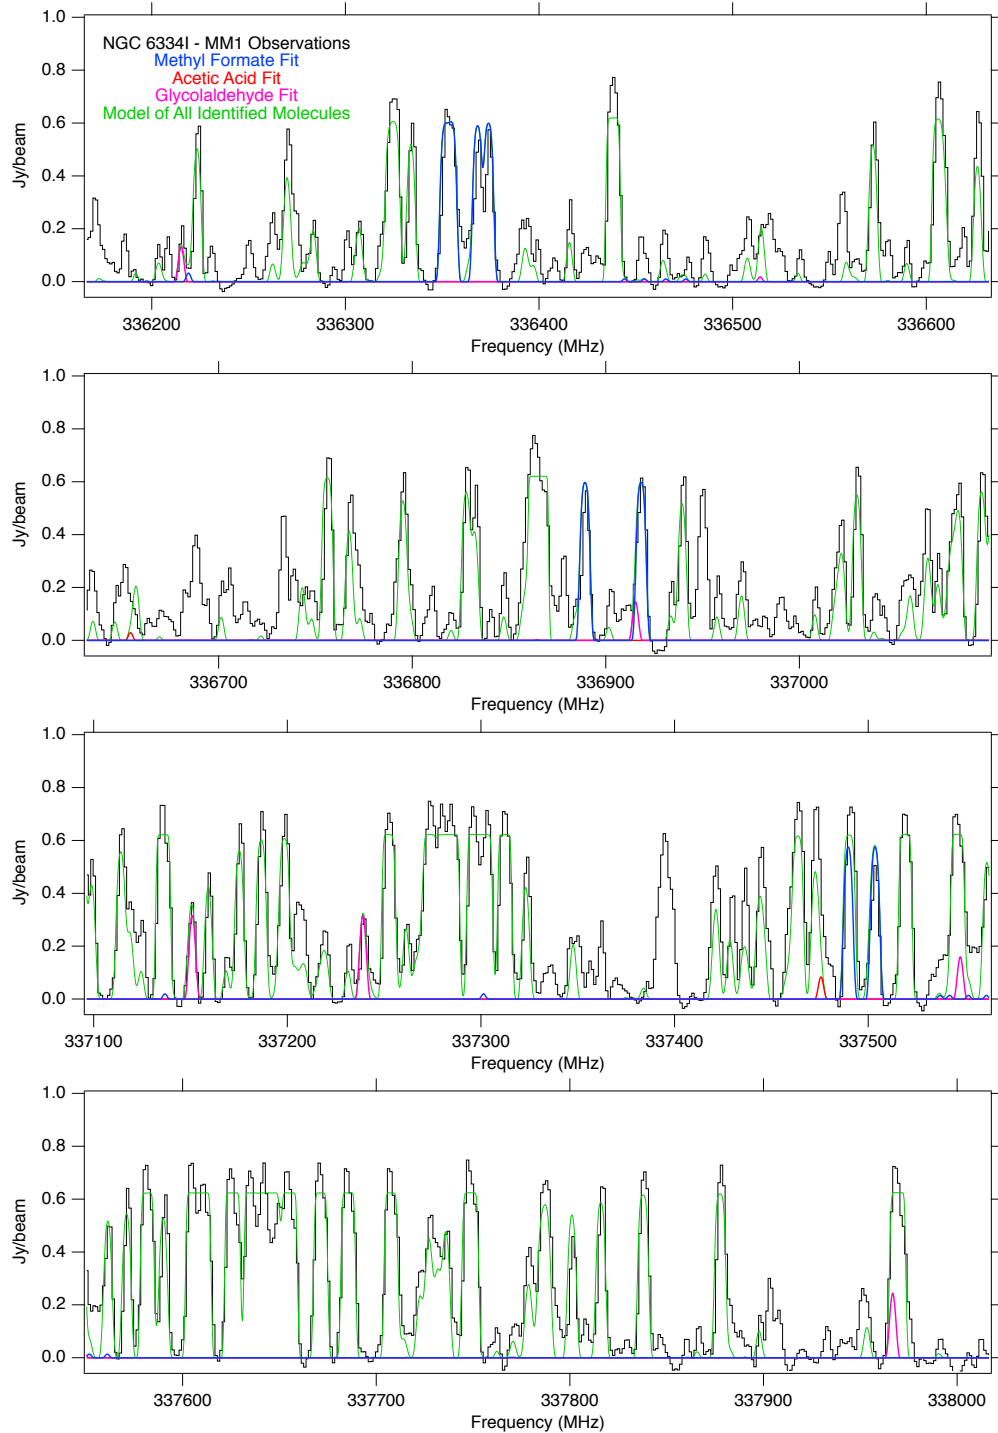 1.0
NGC 6334I - MM1 Observations
Methyl Formate Fit
Acetic Acid Fit
Glycolaldehyde Fit
Model of All Identified Molecules
0.8
0.6
0.4
0.2
0.0
Jy/beam
336200 336300 336400 336500 336600
Frequency (MHz)
1.0
0.8
0.6
0.4
0.2
0.0
Jy/beam
336700 336800 336900 337000
Frequency (MHz)
1.0
0.8
0.6
0.4
0.2
0.0
Jy/beam
337100 337200 337300 337400 337500
Frequency (MHz)
1.0
0.8
0.6
0.4
0.2
0.0
Jy/beam
337600 337700 337800 337900 338000
Frequency (MHz)